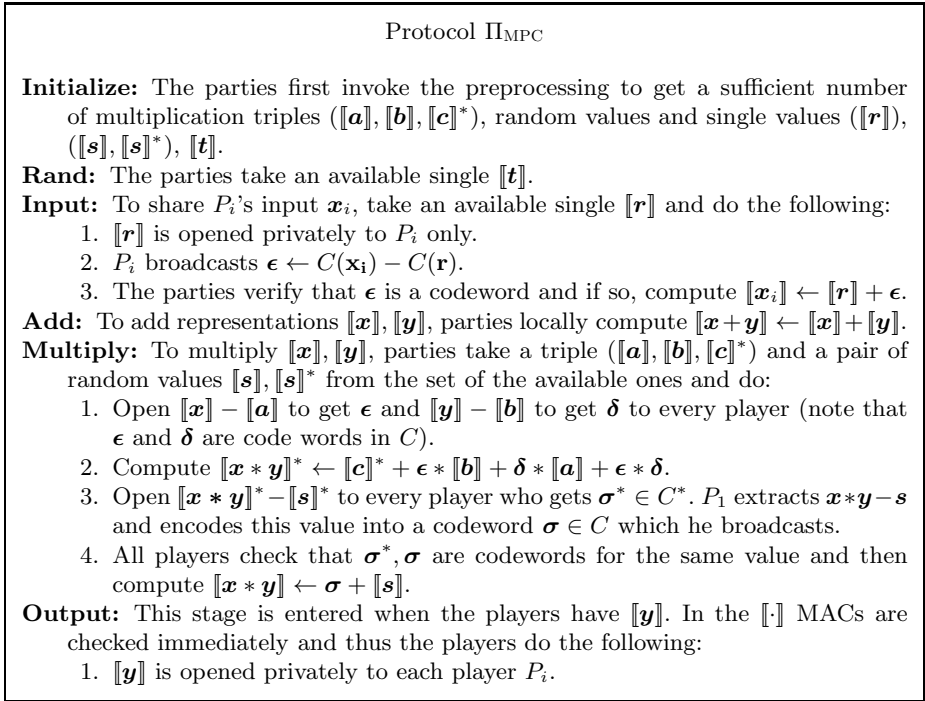 Protocol Π_MPC
Initialize: The parties first invoke the preprocessing to get a sufficient number
of multiplication triples (⟦a⟧, ⟦b⟧, ⟦c⟧*), random values and single values (⟦r⟧),
(⟦s⟧, ⟦s⟧*), ⟦t⟧.
Rand: The parties take an available single ⟦t⟧.
Input: To share P_i's input x_i, take an available single ⟦r⟧ and do the following:
1. ⟦r⟧ is opened privately to P_i only.
2. P_i broadcasts ϵ ← C(x_i) − C(r).
3. The parties verify that ϵ is a codeword and if so, compute ⟦x_i⟧ ← ⟦r⟧ + ϵ.
Add: To add representations ⟦x⟧, ⟦y⟧, parties locally compute ⟦x+y⟧ ← ⟦x⟧+⟦y⟧.
Multiply: To multiply ⟦x⟧, ⟦y⟧, parties take a triple (⟦a⟧, ⟦b⟧, ⟦c⟧*) and a pair of
random values ⟦s⟧, ⟦s⟧* from the set of the available ones and do:
1. Open ⟦x⟧ − ⟦a⟧ to get ϵ and ⟦y⟧ − ⟦b⟧ to get δ to every player (note that
ϵ and δ are code words in C).
2. Compute ⟦x * y⟧* ← ⟦c⟧* + ϵ * ⟦b⟧ + δ * ⟦a⟧ + ϵ * δ.
3. Open ⟦x * y⟧*−⟦s⟧* to every player who gets σ* ∈ C*. P_1 extracts x*y−s
and encodes this value into a codeword σ ∈ C which he broadcasts.
4. All players check that σ*, σ are codewords for the same value and then
compute ⟦x * y⟧ ← σ + ⟦s⟧.
Output: This stage is entered when the players have ⟦y⟧. In the ⟦·⟧ MACs are
checked immediately and thus the players do the following:
1. ⟦y⟧ is opened privately to each player P_i.